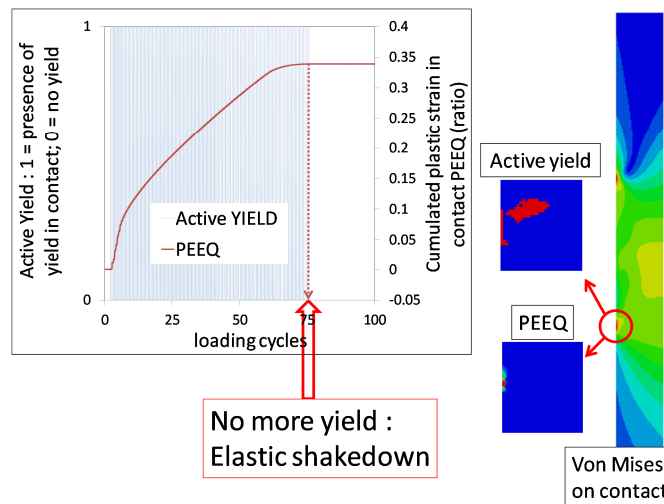 Active Yield : 1 = presence of
yield in contact; 0 = no yield
1
0
0.4
0.35
0.3
0.25
0.2
0.15
0.1
0.05
0
-0.05
Cumulated plastic strain in
contact PEEQ (ratio)
Active YIELD
PEEQ
0
25
50
75
100
loading cycles
No more yield :
Elastic shakedown
Active yield
PEEQ
Von Mises
on contact